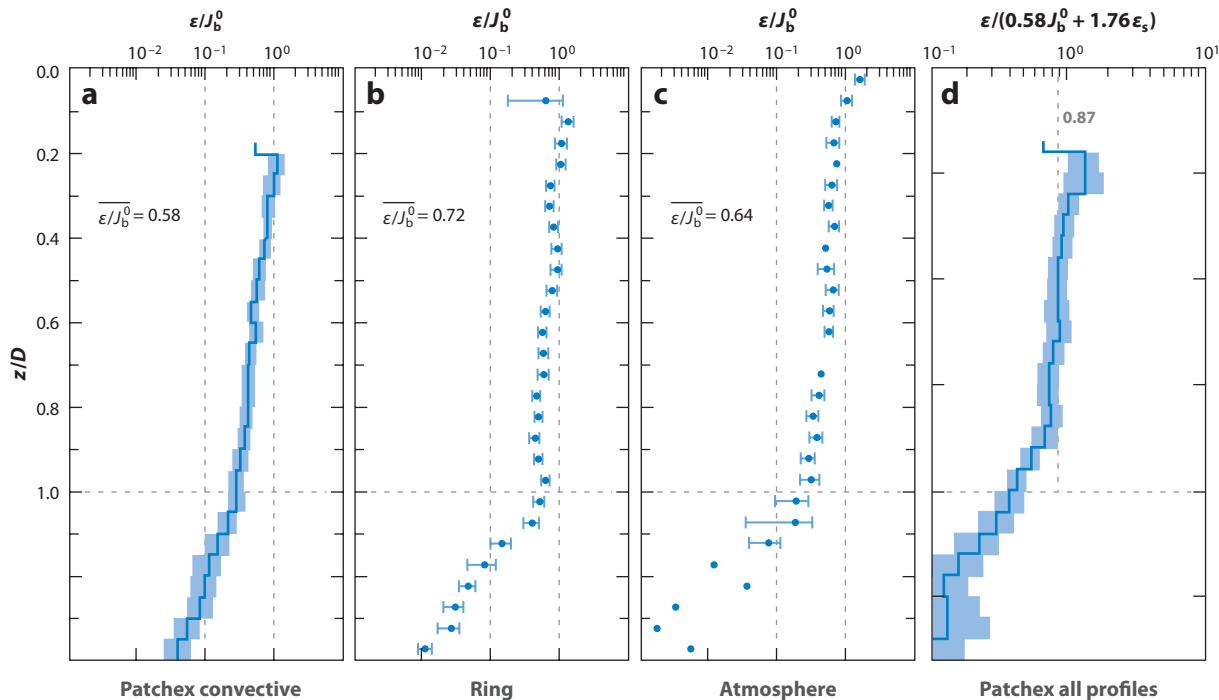 ε/J_b^0 ε/J_b^0 ε/J_b^0 ε/(0.58J_b^0 + 1.76ε_s)
10^−2 10^−1 10^0 10^−2 10^−1 10^0 10^−2 10^−1 10^0 10^−1 10^0 10^1
0.0
a b c d
0.87
0.2
ε/J_b^0 = 0.58 ε/J_b^0 = 0.72 ε/J_b^0 = 0.64
0.4
0.6
z/D
0.8
1.0
Patchex convective Ring Atmosphere Patchex all profiles